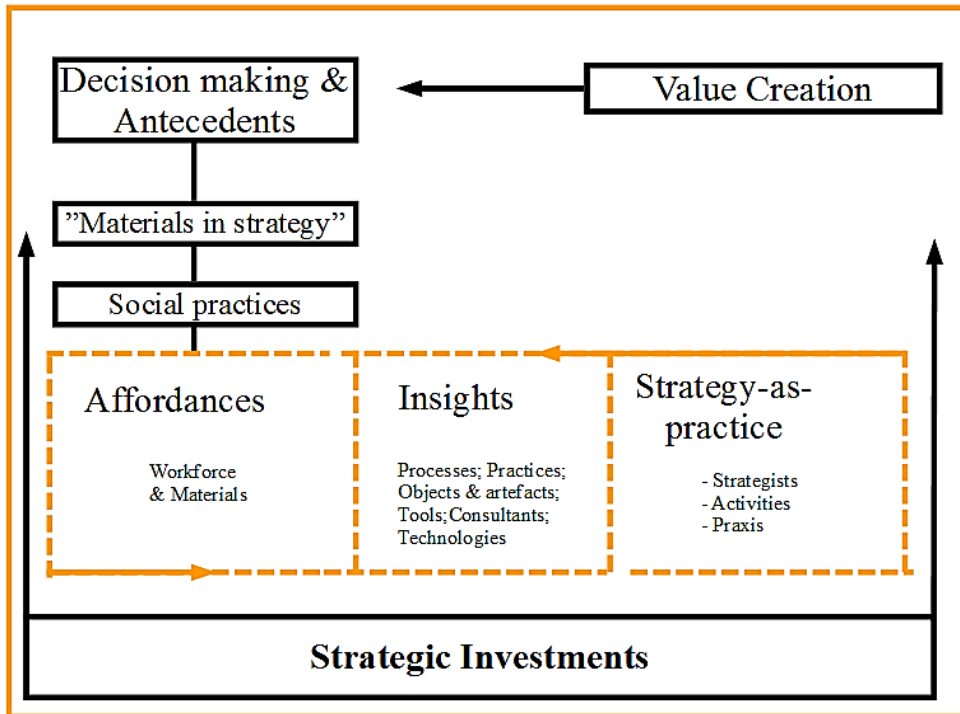 Decision making &
Antecedents
Value Creation
”Materials in strategy”
Social practices
Affordances
Workforce
& Materials
Insights
Processes; Practices;
Objects & artefacts;
Tools; Consultants;
Technologies
Strategy-as-
practice
- Strategists
- Activities
- Praxis
Strategic Investments